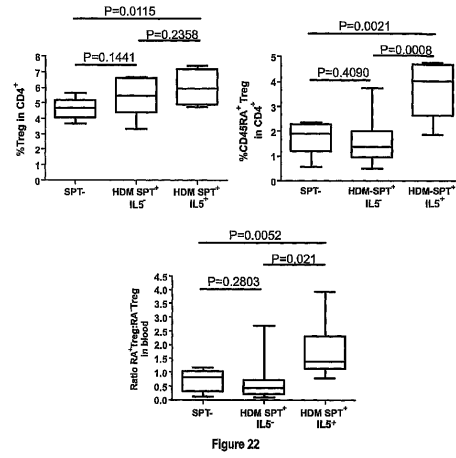 P=0.0115
P=0.2358
P=0.1441
%Treg in CD4⁺
8
7
6
5
4
3
2
1
0
SPT- HDM SPT⁺ HDM SPT⁺
IL5⁻ IL5⁺
P=0.0021
P=0.0008
P=0.4090
%CD45RA⁺ Treg
in CD4⁺
5
4
3
2
1
0
SPT- HDM-SPT⁺ HDM-SPT⁺
IL5⁻ IL5⁺
P=0.0052
P=0.021
P=0.2803
Ratio RA⁺Treg:RA⁻Treg
in blood
4.5
4.0
3.5
3.0
2.5
2.0
1.5
1.0
0.5
0.0
SPT- HDM SPT⁺ HDM SPT⁺
IL5⁻ IL5⁺
Figure 22